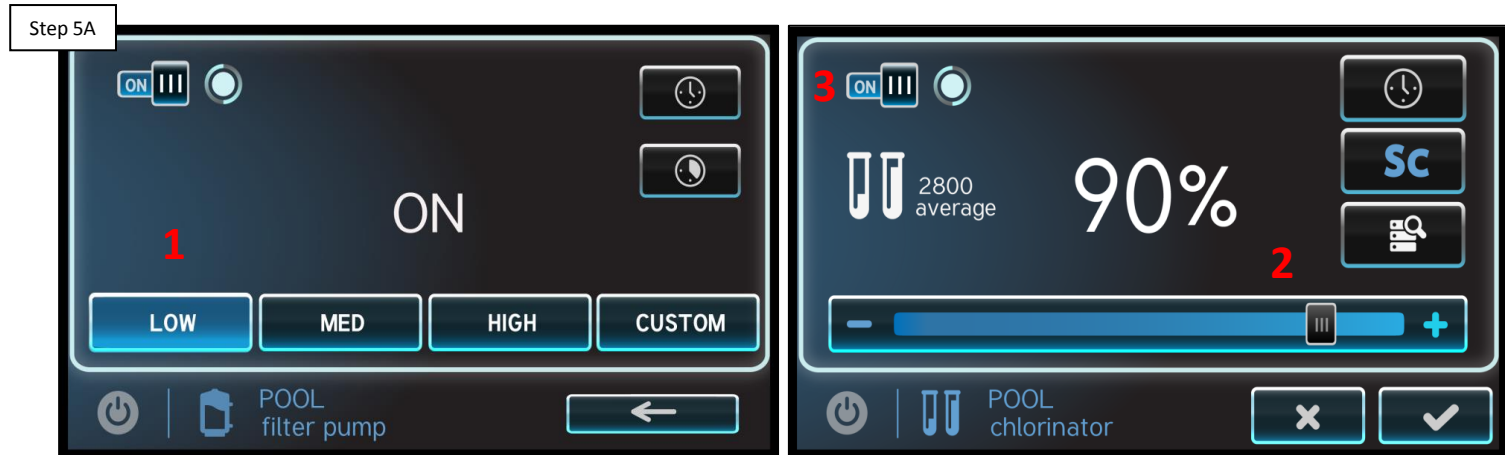 Step 5A
ON
ON
1
LOW MED HIGH CUSTOM
POOL
filter pump
3 ON
2800
average
90%
Sc
2
POOL
chlorinator